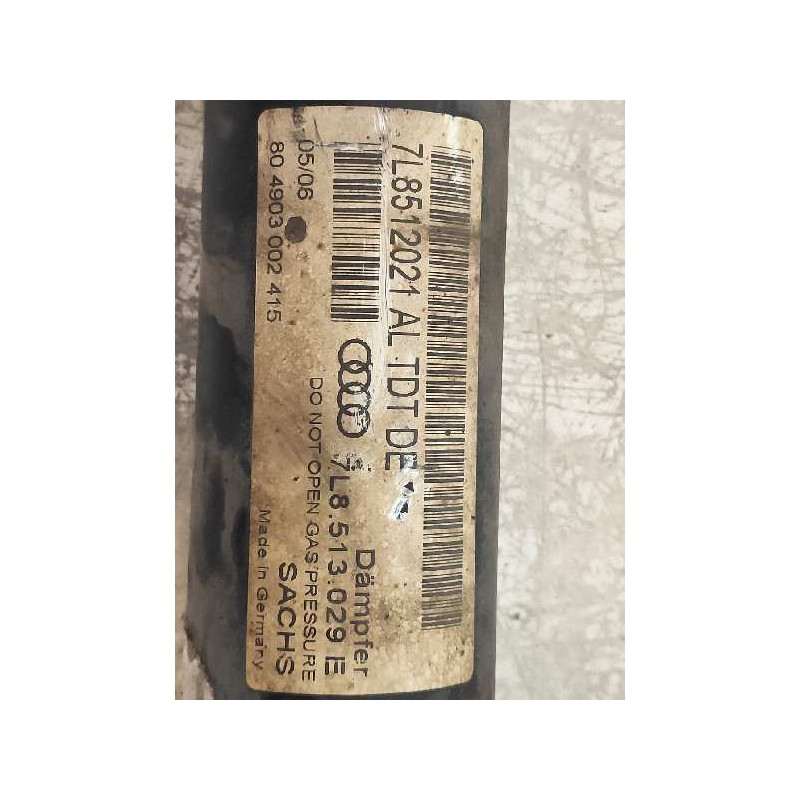 7L8512021 AL TDT DE
Dämpfer
7L8.513.029 E
DO NOT OPEN GAS PRESSURE
05/06
SACHS
80 4903 002 415
Made in Germany